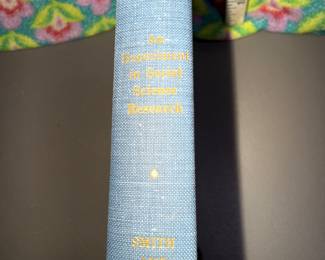 An
Experiment
in Social
Science
Research
SMITH